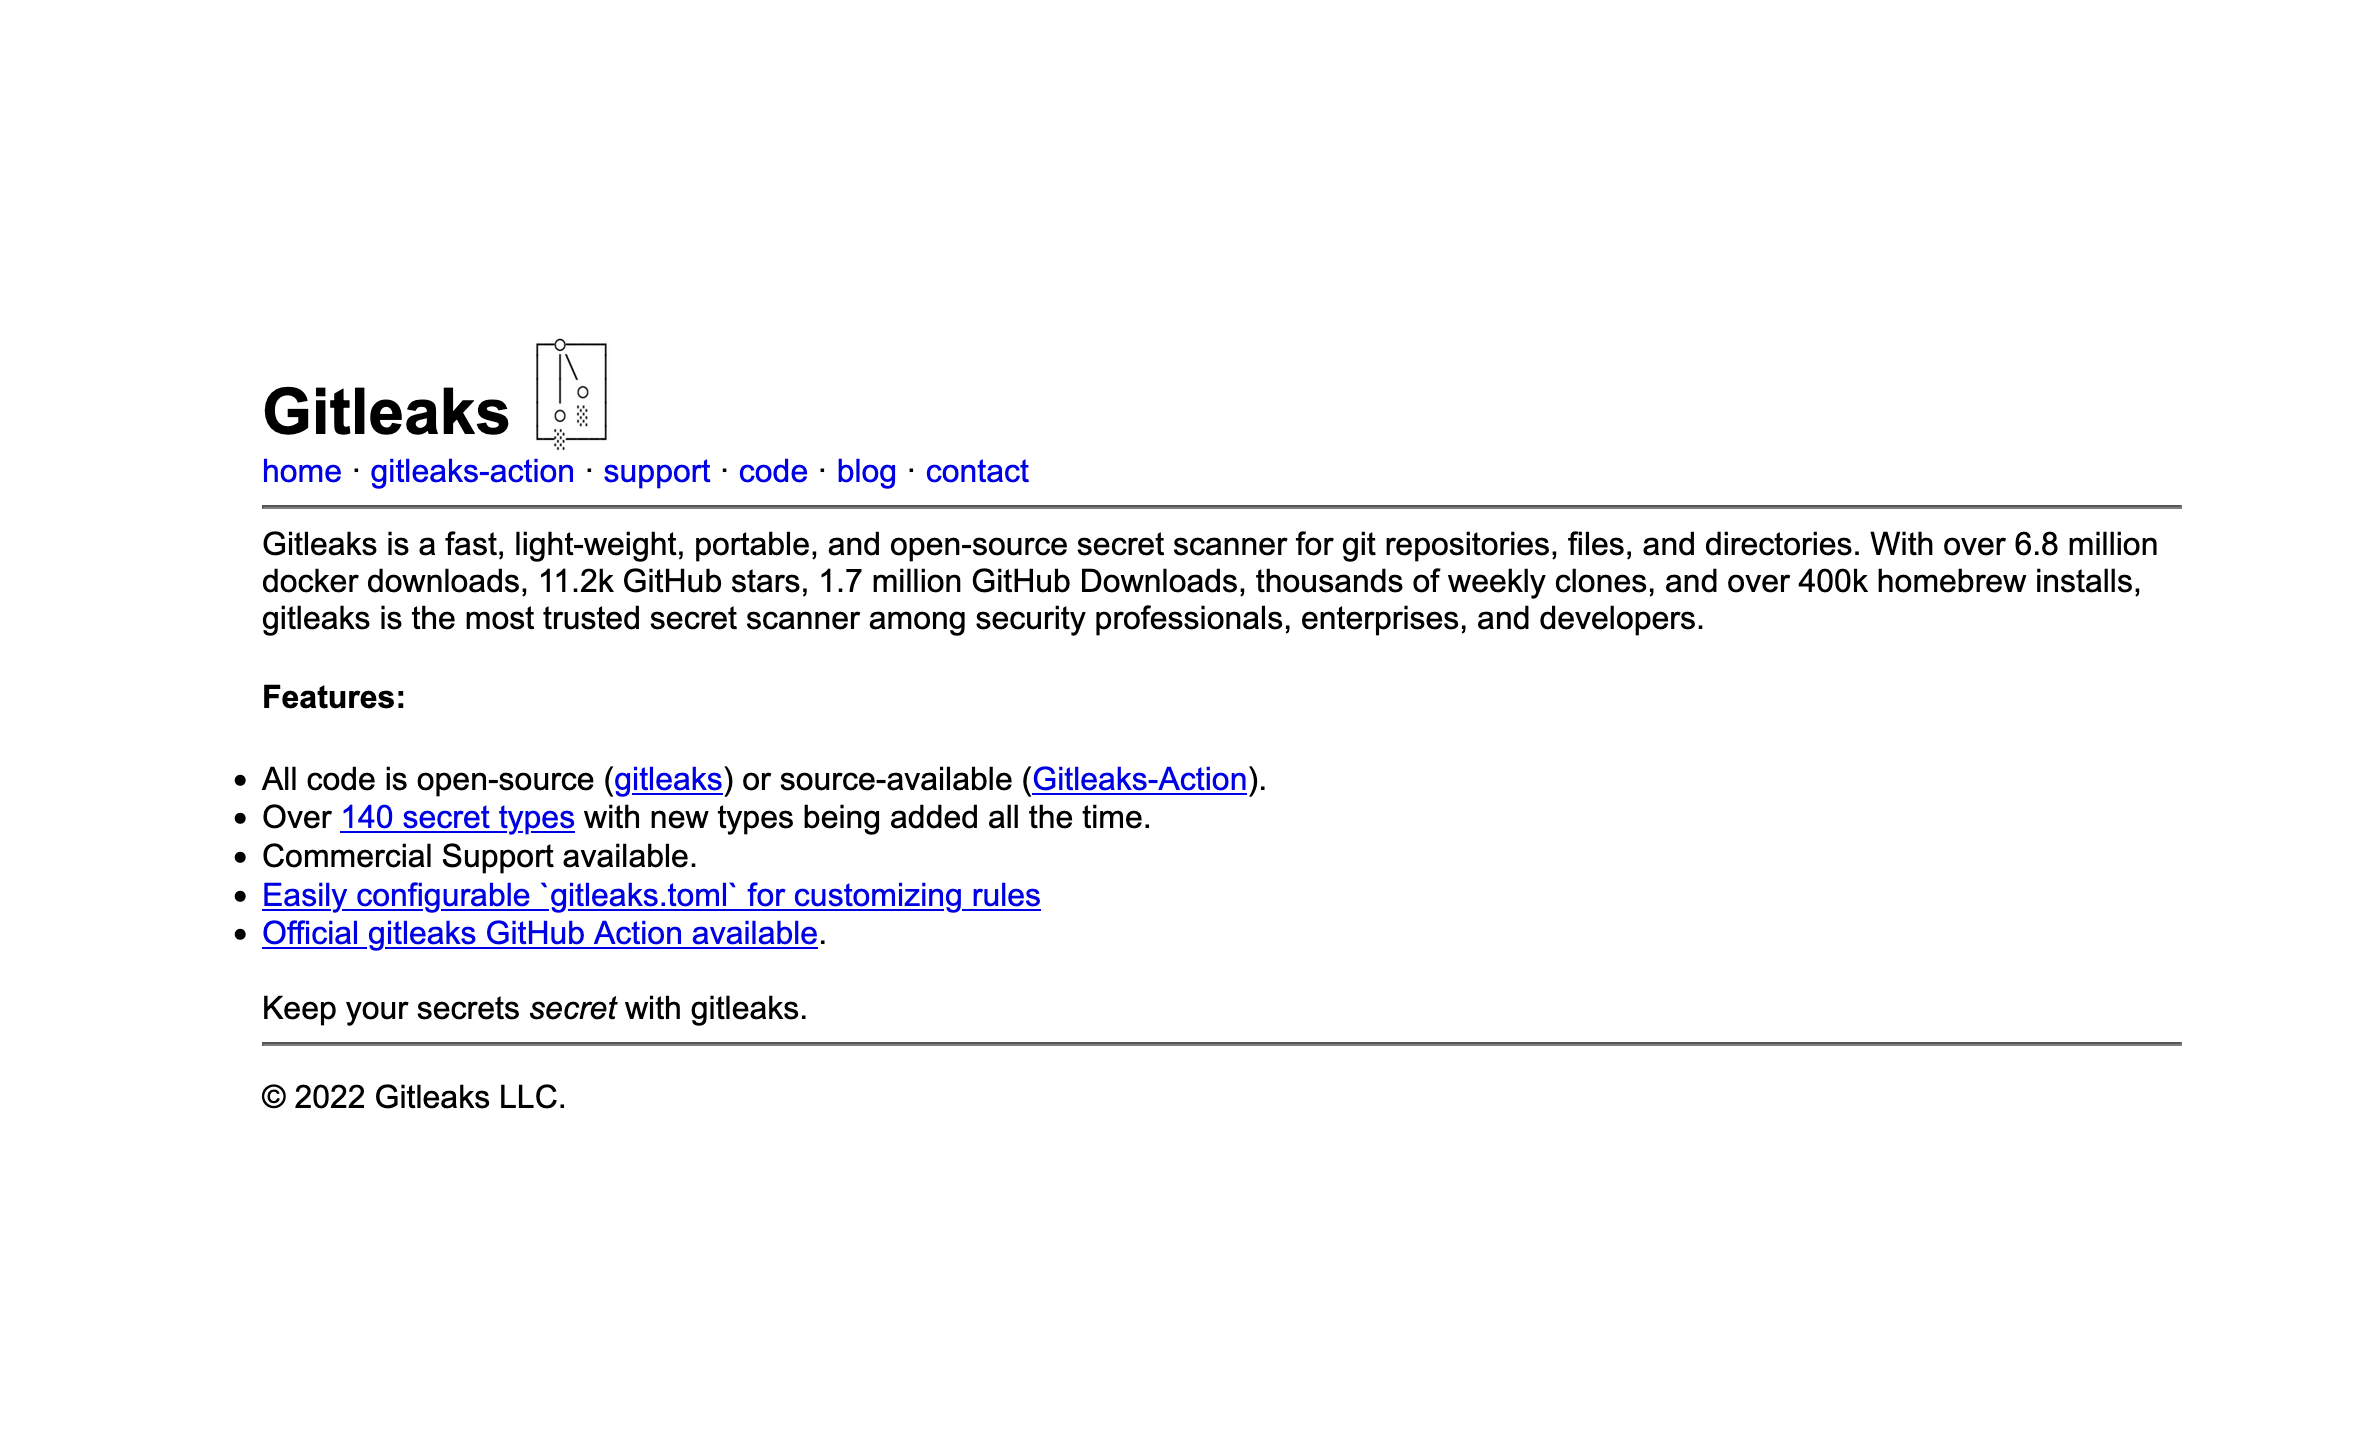 Gitleaks
home · gitleaks-action · support · code · blog · contact
Gitleaks is a fast, light-weight, portable, and open-source secret scanner for git repositories, files, and directories. With over 6.8 million
docker downloads, 11.2k GitHub stars, 1.7 million GitHub Downloads, thousands of weekly clones, and over 400k homebrew installs,
gitleaks is the most trusted secret scanner among security professionals, enterprises, and developers.
Features:
• All code is open-source (gitleaks) or source-available (Gitleaks-Action).
• Over 140 secret types with new types being added all the time.
• Commercial Support available.
• Easily configurable `gitleaks.toml` for customizing rules
• Official gitleaks GitHub Action available.
Keep your secrets secret with gitleaks.
© 2022 Gitleaks LLC.